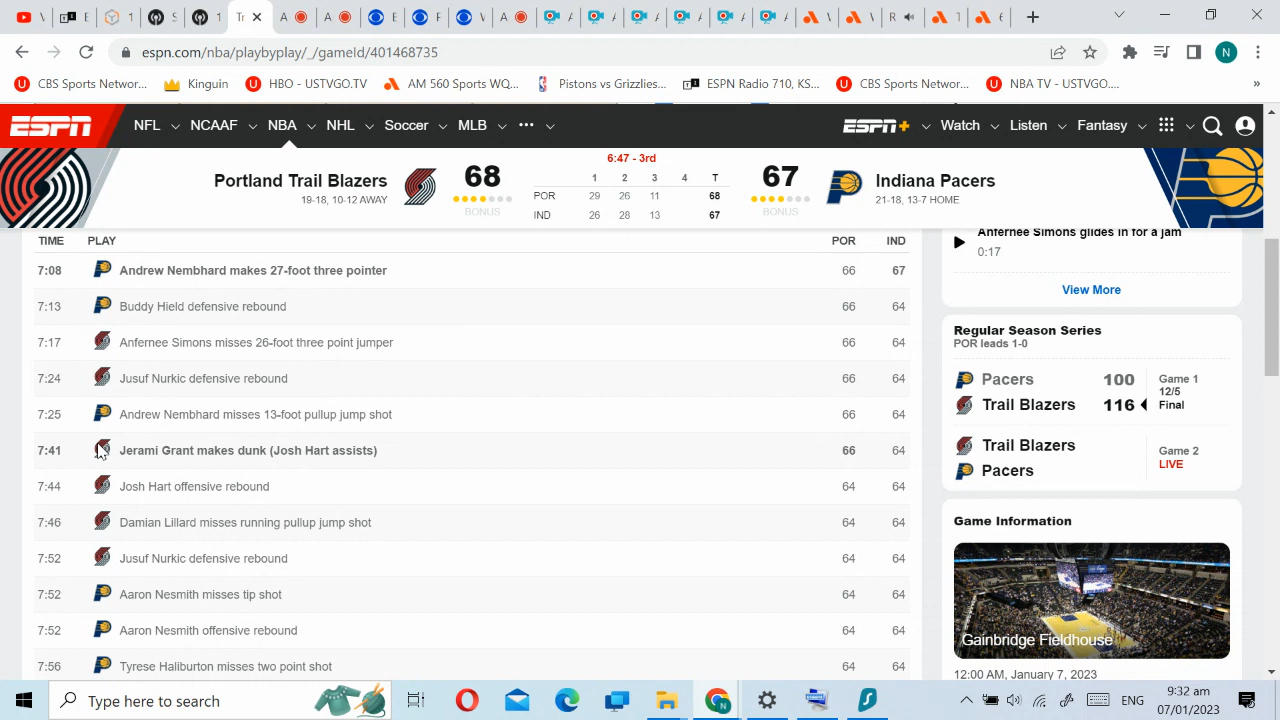 V
Tr
W
A
espn.com/nba/playbyplay/_/gameId/401468735
N
CBS Sports Networ...
Kinguin
HBO - USTVGO.TV
AM 560 Sports WQ...
Pistons vs Grizzlies...
ESPN Radio 710, KS...
CBS Sports Networ...
NBA TV - USTVGO....
»
ESPN
NFL
NCAAF
NBA
NHL
Soccer
MLB
ESPN+
Watch
Listen
Fantasy
Portland Trail Blazers
19-18, 10-12 AWAY
68
BONUS
6:47 - 3rd
1 2 3 4 T
POR 29 26 11 68
IND 26 28 13 67
67
BONUS
Indiana Pacers
21-18, 13-7 HOME
TIME PLAY POR IND
7:08 Andrew Nembhard makes 27-foot three pointer 66 67
7:13 Buddy Hield defensive rebound 66 64
7:17 Anfernee Simons misses 26-foot three point jumper 66 64
7:24 Jusuf Nurkic defensive rebound 66 64
7:25 Andrew Nembhard misses 13-foot pullup jump shot 66 64
7:41 Jerami Grant makes dunk (Josh Hart assists) 66 64
7:44 Josh Hart offensive rebound 64 64
7:46 Damian Lillard misses running pullup jump shot 64 64
7:52 Jusuf Nurkic defensive rebound 64 64
7:52 Aaron Nesmith misses tip shot 64 64
7:52 Aaron Nesmith offensive rebound 64 64
7:56 Tyrese Haliburton misses two point shot 64 64
Anfernee Simons glides in for a jam
0:17
View More
Regular Season Series
POR leads 1-0
Pacers 100
Trail Blazers 116
Game 1
12/5
Final
Trail Blazers
Pacers
Game 2
LIVE
Game Information
Gainbridge Fieldhouse
12:00 AM, January 7, 2023
Type here to search
ENG
9:32 am
07/01/2023